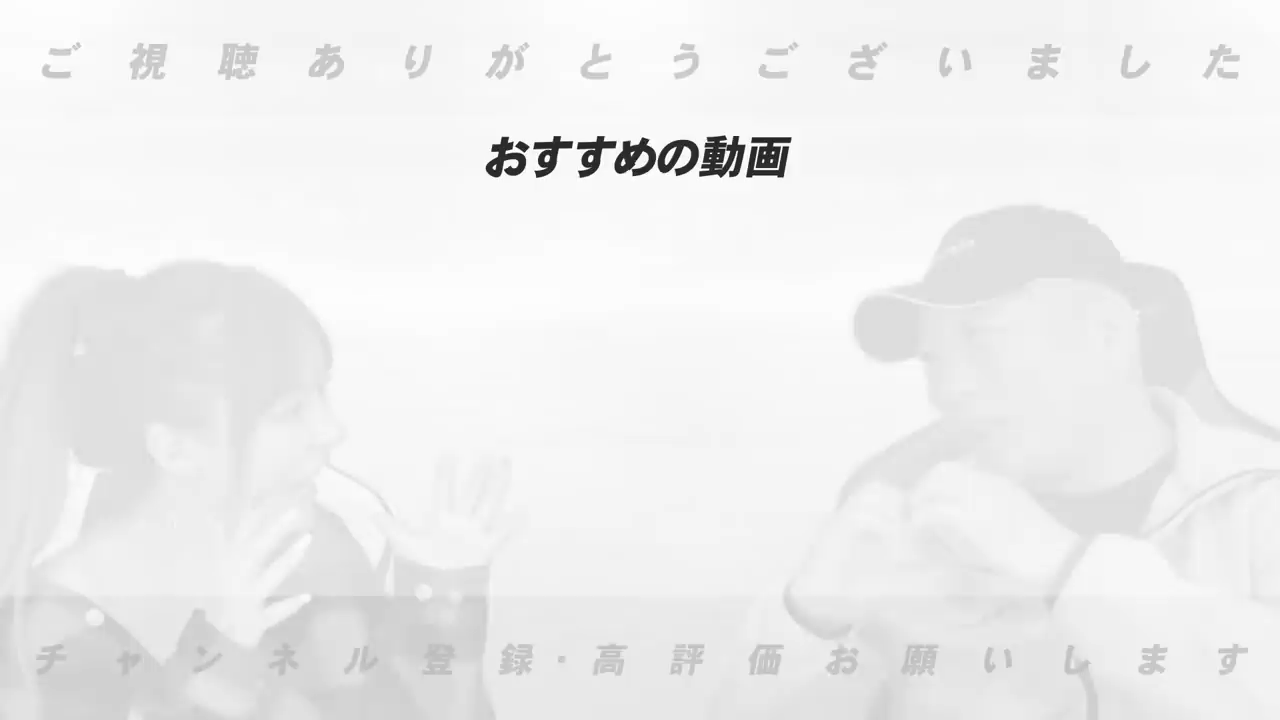 ご視聴ありがとうございました
おすすめの動画
チャンネル登録・高評価お願いします